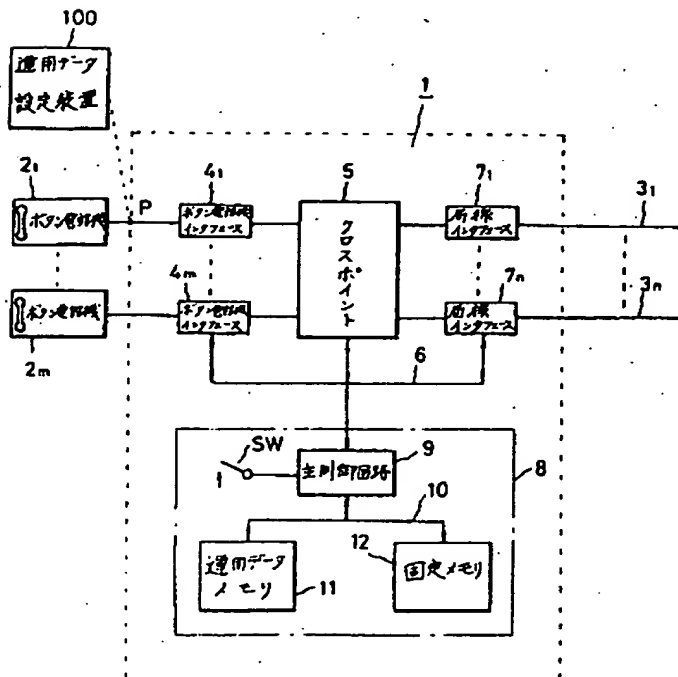 100
運用データ
設定装置
1
2₁
ボタン電話機
P
4₁
ボタン電話機
インタフェース
5
クロスポイント
7₁
局線
インタフェース
3₁
4m
ボタン電話機
インタフェース
7n
局線
インタフェース
3n
ボタン電話機
2m
6
SW
主制御回路
9
8
10
運用データ
メモリ
11
12
固定メモリ